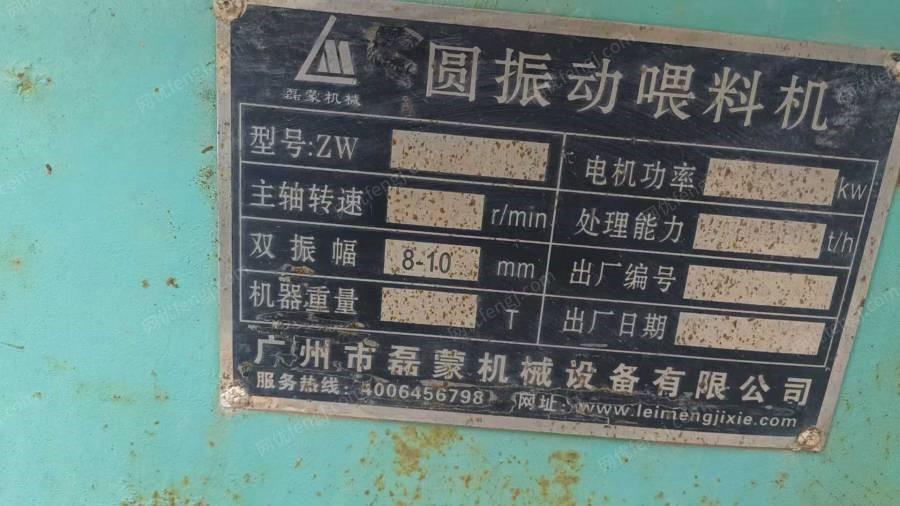 圆振动喂料机
磊蒙机械
型号:ZW
电机功率 kw
主轴转速 r/min
处理能力 t/h
双振幅 8-10 mm
出厂编号
机器重量 T
出厂日期
广州市磊蒙机械设备有限公司
服务热线: 4006456798 网址: www.leimengjixie.com